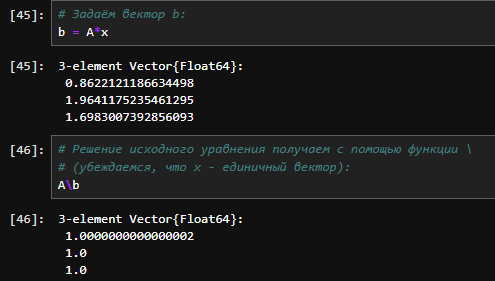 [45]: # Задаём вектор b:
b = A*x
[45]: 3-element Vector{Float64}:
0.8622121186634498
1.9641175235461295
1.6983007392856093
[46]: # Решение исходного уравнения получаем с помощью функции \
# (убеждаемся, что x - единичный вектор):
A\b
[46]: 3-element Vector{Float64}:
1.0000000000000002
1.0
1.0